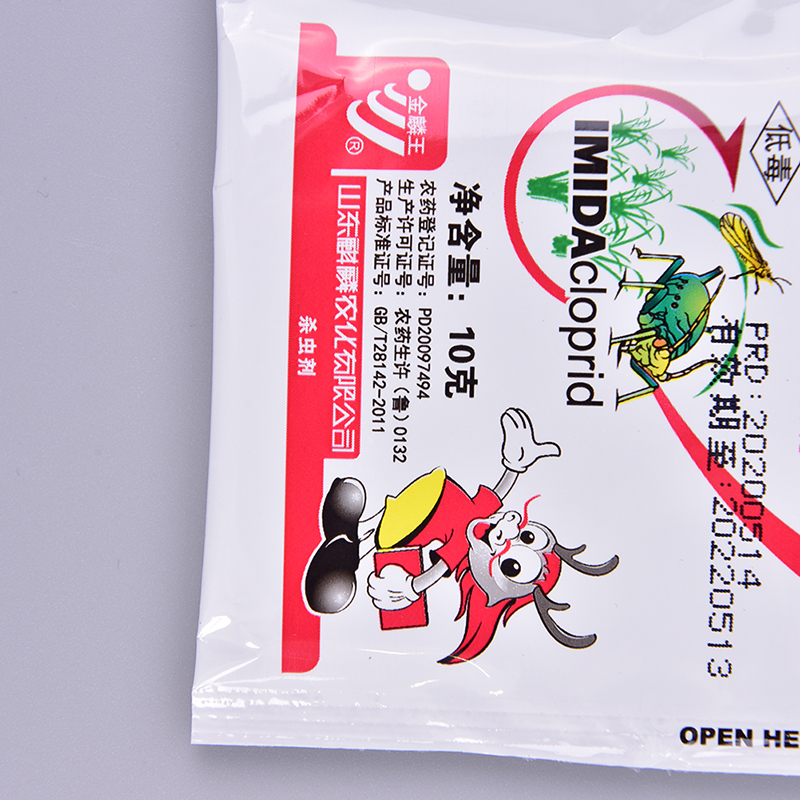 金麟王
®
低毒
IMIDAcloprid
净含量：10克
农药登记证号：PD20097494
生产许可证号：农药生许（鲁）0132
产品标准证号：GB/T28142-2011
山东麒麟农化有限公司
杀虫剂
PRD:20200514
有效期至:20220513
OPEN HE